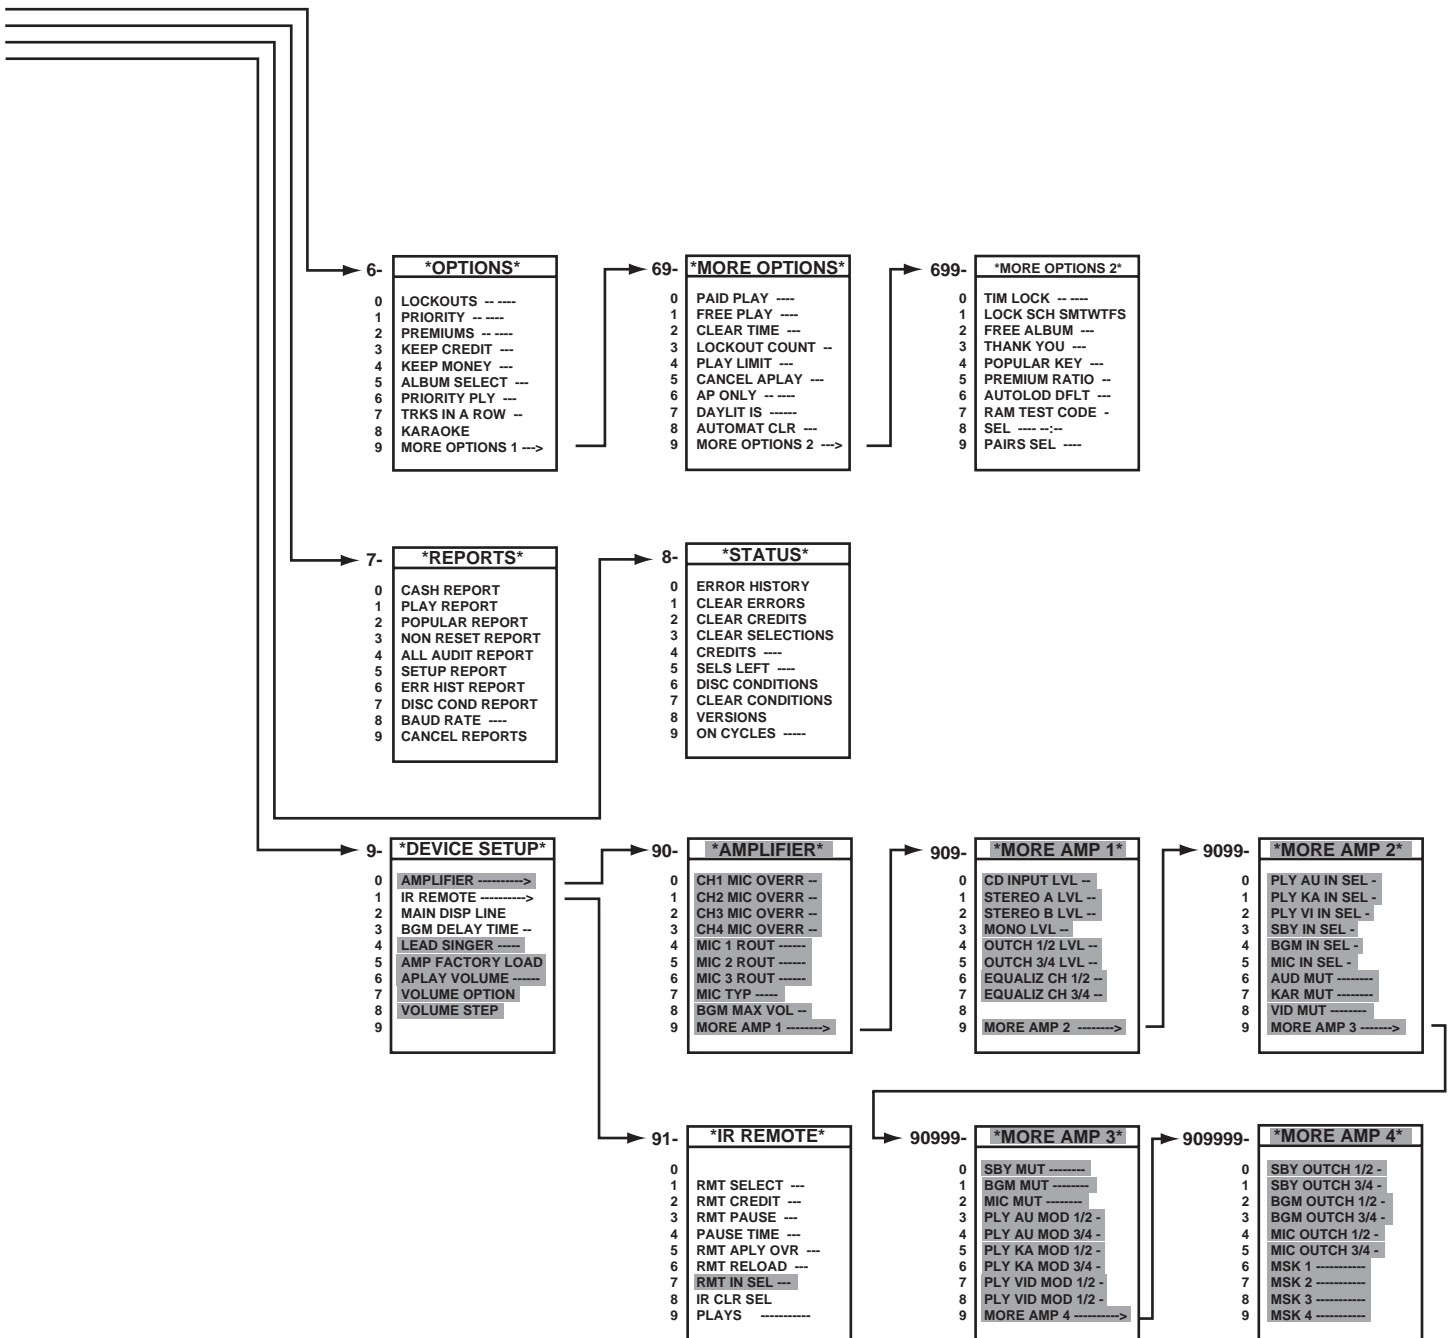 6- *OPTIONS*
0 LOCKOUTS -- ----
1 PRIORITY -- ----
2 PREMIUMS -- ----
3 KEEP CREDIT ---
4 KEEP MONEY ---
5 ALBUM SELECT ---
6 PRIORITY PLY ---
7 TRKS IN A ROW --
8 KARAOKE
9 MORE OPTIONS 1 --->
69- *MORE OPTIONS*
0 PAID PLAY ----
1 FREE PLAY ----
2 CLEAR TIME ---
3 LOCKOUT COUNT --
4 PLAY LIMIT ---
5 CANCEL APLAY ---
6 AP ONLY -- ----
7 DAYLIT IS ------
8 AUTOMAT CLR ---
9 MORE OPTIONS 2 --->
699- *MORE OPTIONS 2*
0 TIM LOCK -- ----
1 LOCK SCH SMTWTFS
2 FREE ALBUM ---
3 THANK YOU ---
4 POPULAR KEY ---
5 PREMIUM RATIO --
6 AUTOLOD DFLT ---
7 RAM TEST CODE -
8 SEL ---- --:--
9 PAIRS SEL ----
7- *REPORTS*
0 CASH REPORT
1 PLAY REPORT
2 POPULAR REPORT
3 NON RESET REPORT
4 ALL AUDIT REPORT
5 SETUP REPORT
6 ERR HIST REPORT
7 DISC COND REPORT
8 BAUD RATE ----
9 CANCEL REPORTS
8- *STATUS*
0 ERROR HISTORY
1 CLEAR ERRORS
2 CLEAR CREDITS
3 CLEAR SELECTIONS
4 CREDITS ----
5 SELS LEFT ----
6 DISC CONDITIONS
7 CLEAR CONDITIONS
8 VERSIONS
9 ON CYCLES -----
9- *DEVICE SETUP*
0 AMPLIFIER ---------->
1 IR REMOTE ---------->
2 MAIN DISP LINE
3 BGM DELAY TIME --
4 LEAD SINGER -----
5 AMP FACTORY LOAD
6 APLAY VOLUME ------
7 VOLUME OPTION
8 VOLUME STEP
9
90- *AMPLIFIER*
0 CH1 MIC OVERR --
1 CH2 MIC OVERR --
2 CH3 MIC OVERR --
3 CH4 MIC OVERR --
4 MIC 1 ROUT ------
5 MIC 2 ROUT ------
6 MIC 3 ROUT ------
7 MIC TYP -----
8 BGM MAX VOL --
9 MORE AMP 1 -------->
909- *MORE AMP 1*
0 CD INPUT LVL --
1 STEREO A LVL --
2 STEREO B LVL --
3 MONO LVL --
4 OUTCH 1/2 LVL --
5 OUTCH 3/4 LVL --
6 EQUALIZ CH 1/2 --
7 EQUALIZ CH 3/4 --
8
9 MORE AMP 2 -------->
9099- *MORE AMP 2*
0 PLY AU IN SEL -
1 PLY KA IN SEL -
2 PLY VI IN SEL -
3 SBY IN SEL -
4 BGM IN SEL -
5 MIC IN SEL -
6 AUD MUT --------
7 KAR MUT --------
8 VID MUT --------
9 MORE AMP 3 ------->
91- *IR REMOTE*
0
1 RMT SELECT ---
2 RMT CREDIT ---
3 RMT PAUSE ---
4 PAUSE TIME ---
5 RMT APLY OVR ---
6 RMT RELOAD ---
7 RMT IN SEL ---
8 IR CLR SEL
9 PLAYS -----------
90999- *MORE AMP 3*
0 SBY MUT --------
1 BGM MUT --------
2 MIC MUT --------
3 PLY AU MOD 1/2 -
4 PLY AU MOD 3/4 -
5 PLY KA MOD 1/2 -
6 PLY KA MOD 3/4 -
7 PLY VID MOD 1/2 -
8 PLY VID MOD 1/2 -
9 MORE AMP 4 ---------->
909999- *MORE AMP 4*
0 SBY OUTCH 1/2 -
1 SBY OUTCH 3/4 -
2 BGM OUTCH 1/2 -
3 BGM OUTCH 3/4 -
4 MIC OUTCH 1/2 -
5 MIC OUTCH 3/4 -
6 MSK 1 -----------
7 MSK 2 -----------
8 MSK 3 -----------
9 MSK 4 -----------